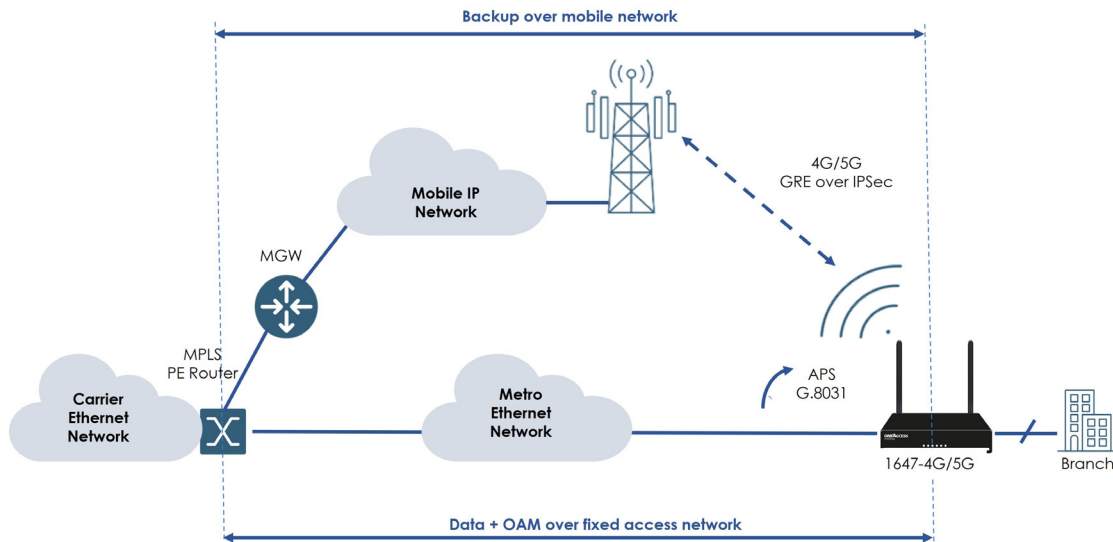 Backup over mobile network
4G/5G
GRE over IPSec
Mobile IP
Network
MGW
MPLS
PE Router
APS
G.8031
Carrier
Ethernet
Network
Metro
Ethernet
Network
ONEACCESS
1647-4G/5G
Branch
Data + OAM over fixed access network